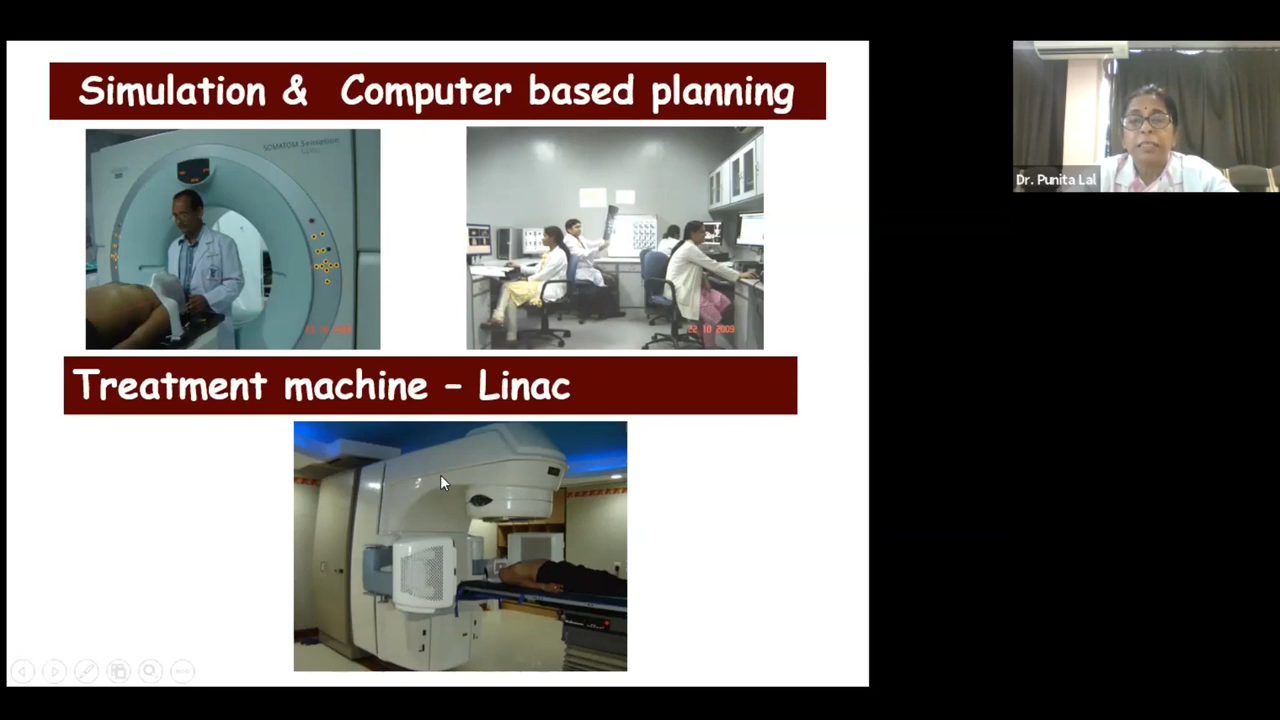 Simulation & Computer based planning
SOMATOM Sensation
22 10 2009
Treatment machine – Linac
Dr. Punita Lal